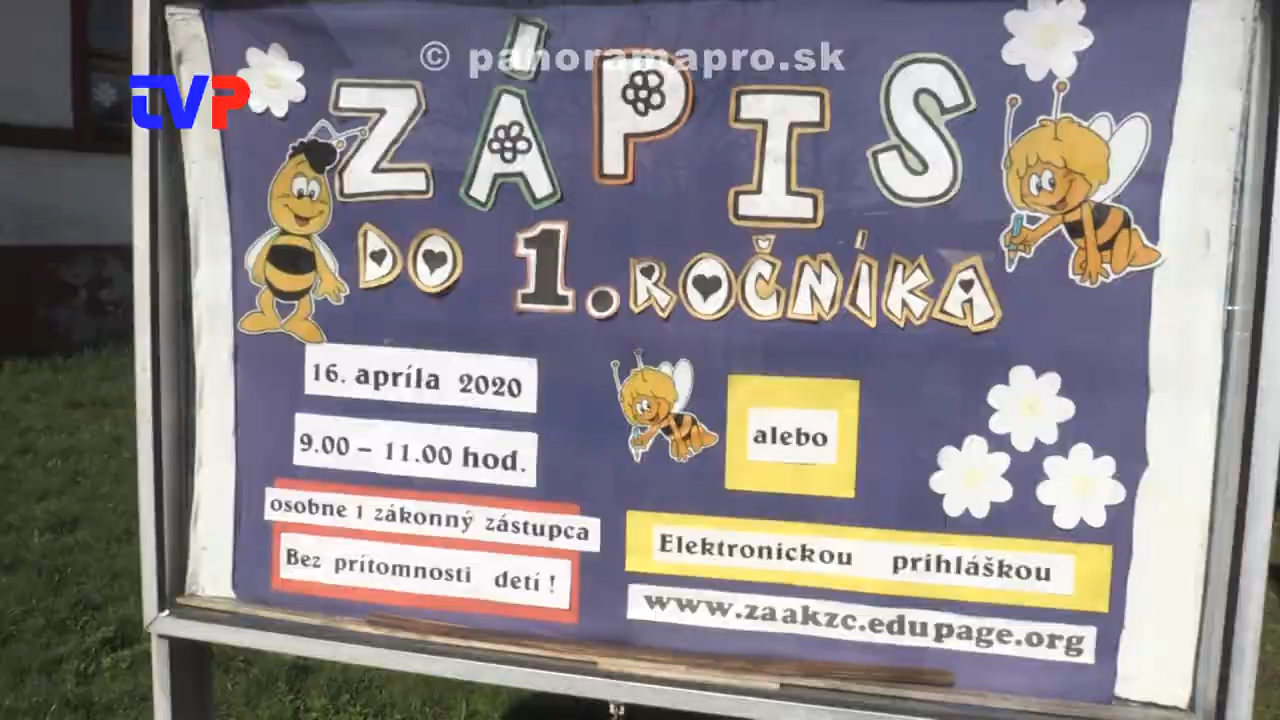 © panoramapro.sk
TVP
ZÁPIS
DO 1. ROČNÍKA
16. apríla 2020
9.00 – 11.00 hod.
alebo
osobne 1 zákonný zástupca
Bez prítomnosti detí !
Elektronickou prihláškou
www.zaakzc.edupage.org